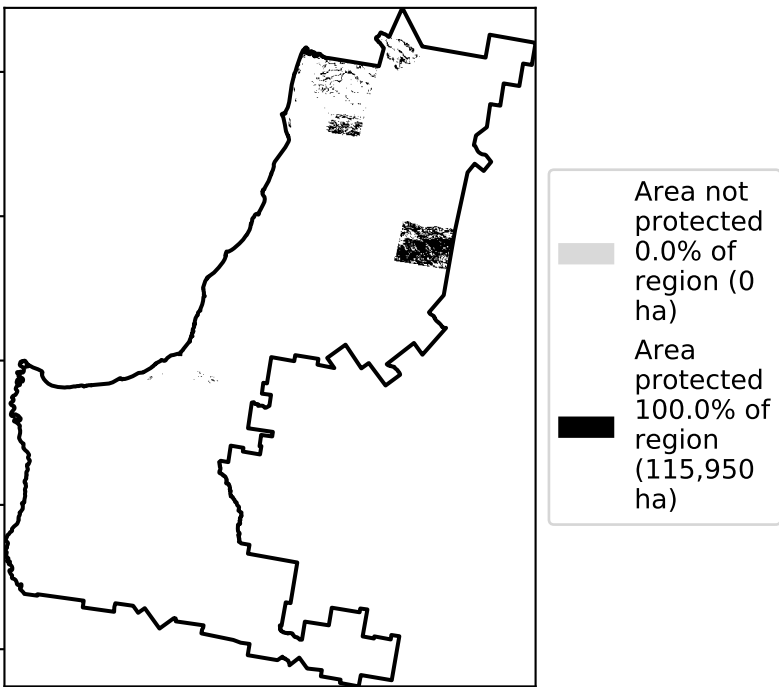 Area not
protected
0.0% of
region (0
ha)
Area
protected
100.0% of
region
(115,950
ha)